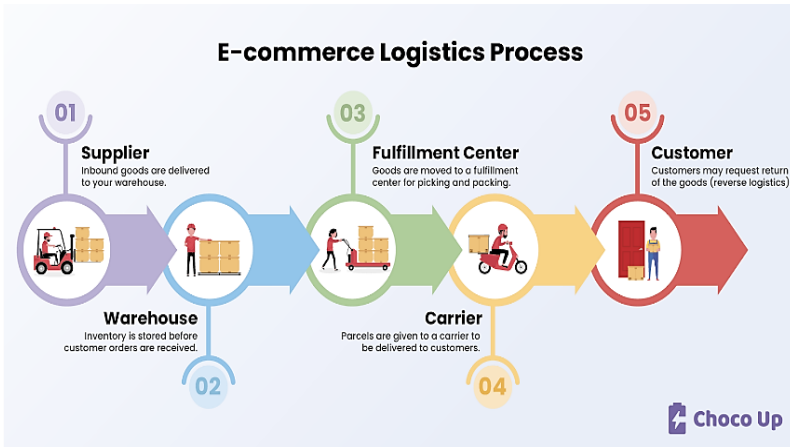 E-commerce Logistics Process
01
Supplier
Inbound goods are delivered
to your warehouse.
Warehouse
Inventory is stored before
customer orders are received.
02
03
Fulfillment Center
Goods are moved to a fulfillment
center for picking and packing.
Carrier
Parcels are given to a carrier to
be delivered to customers.
04
05
Customer
Customers may request return
of the goods (reverse logistics)
Choco Up